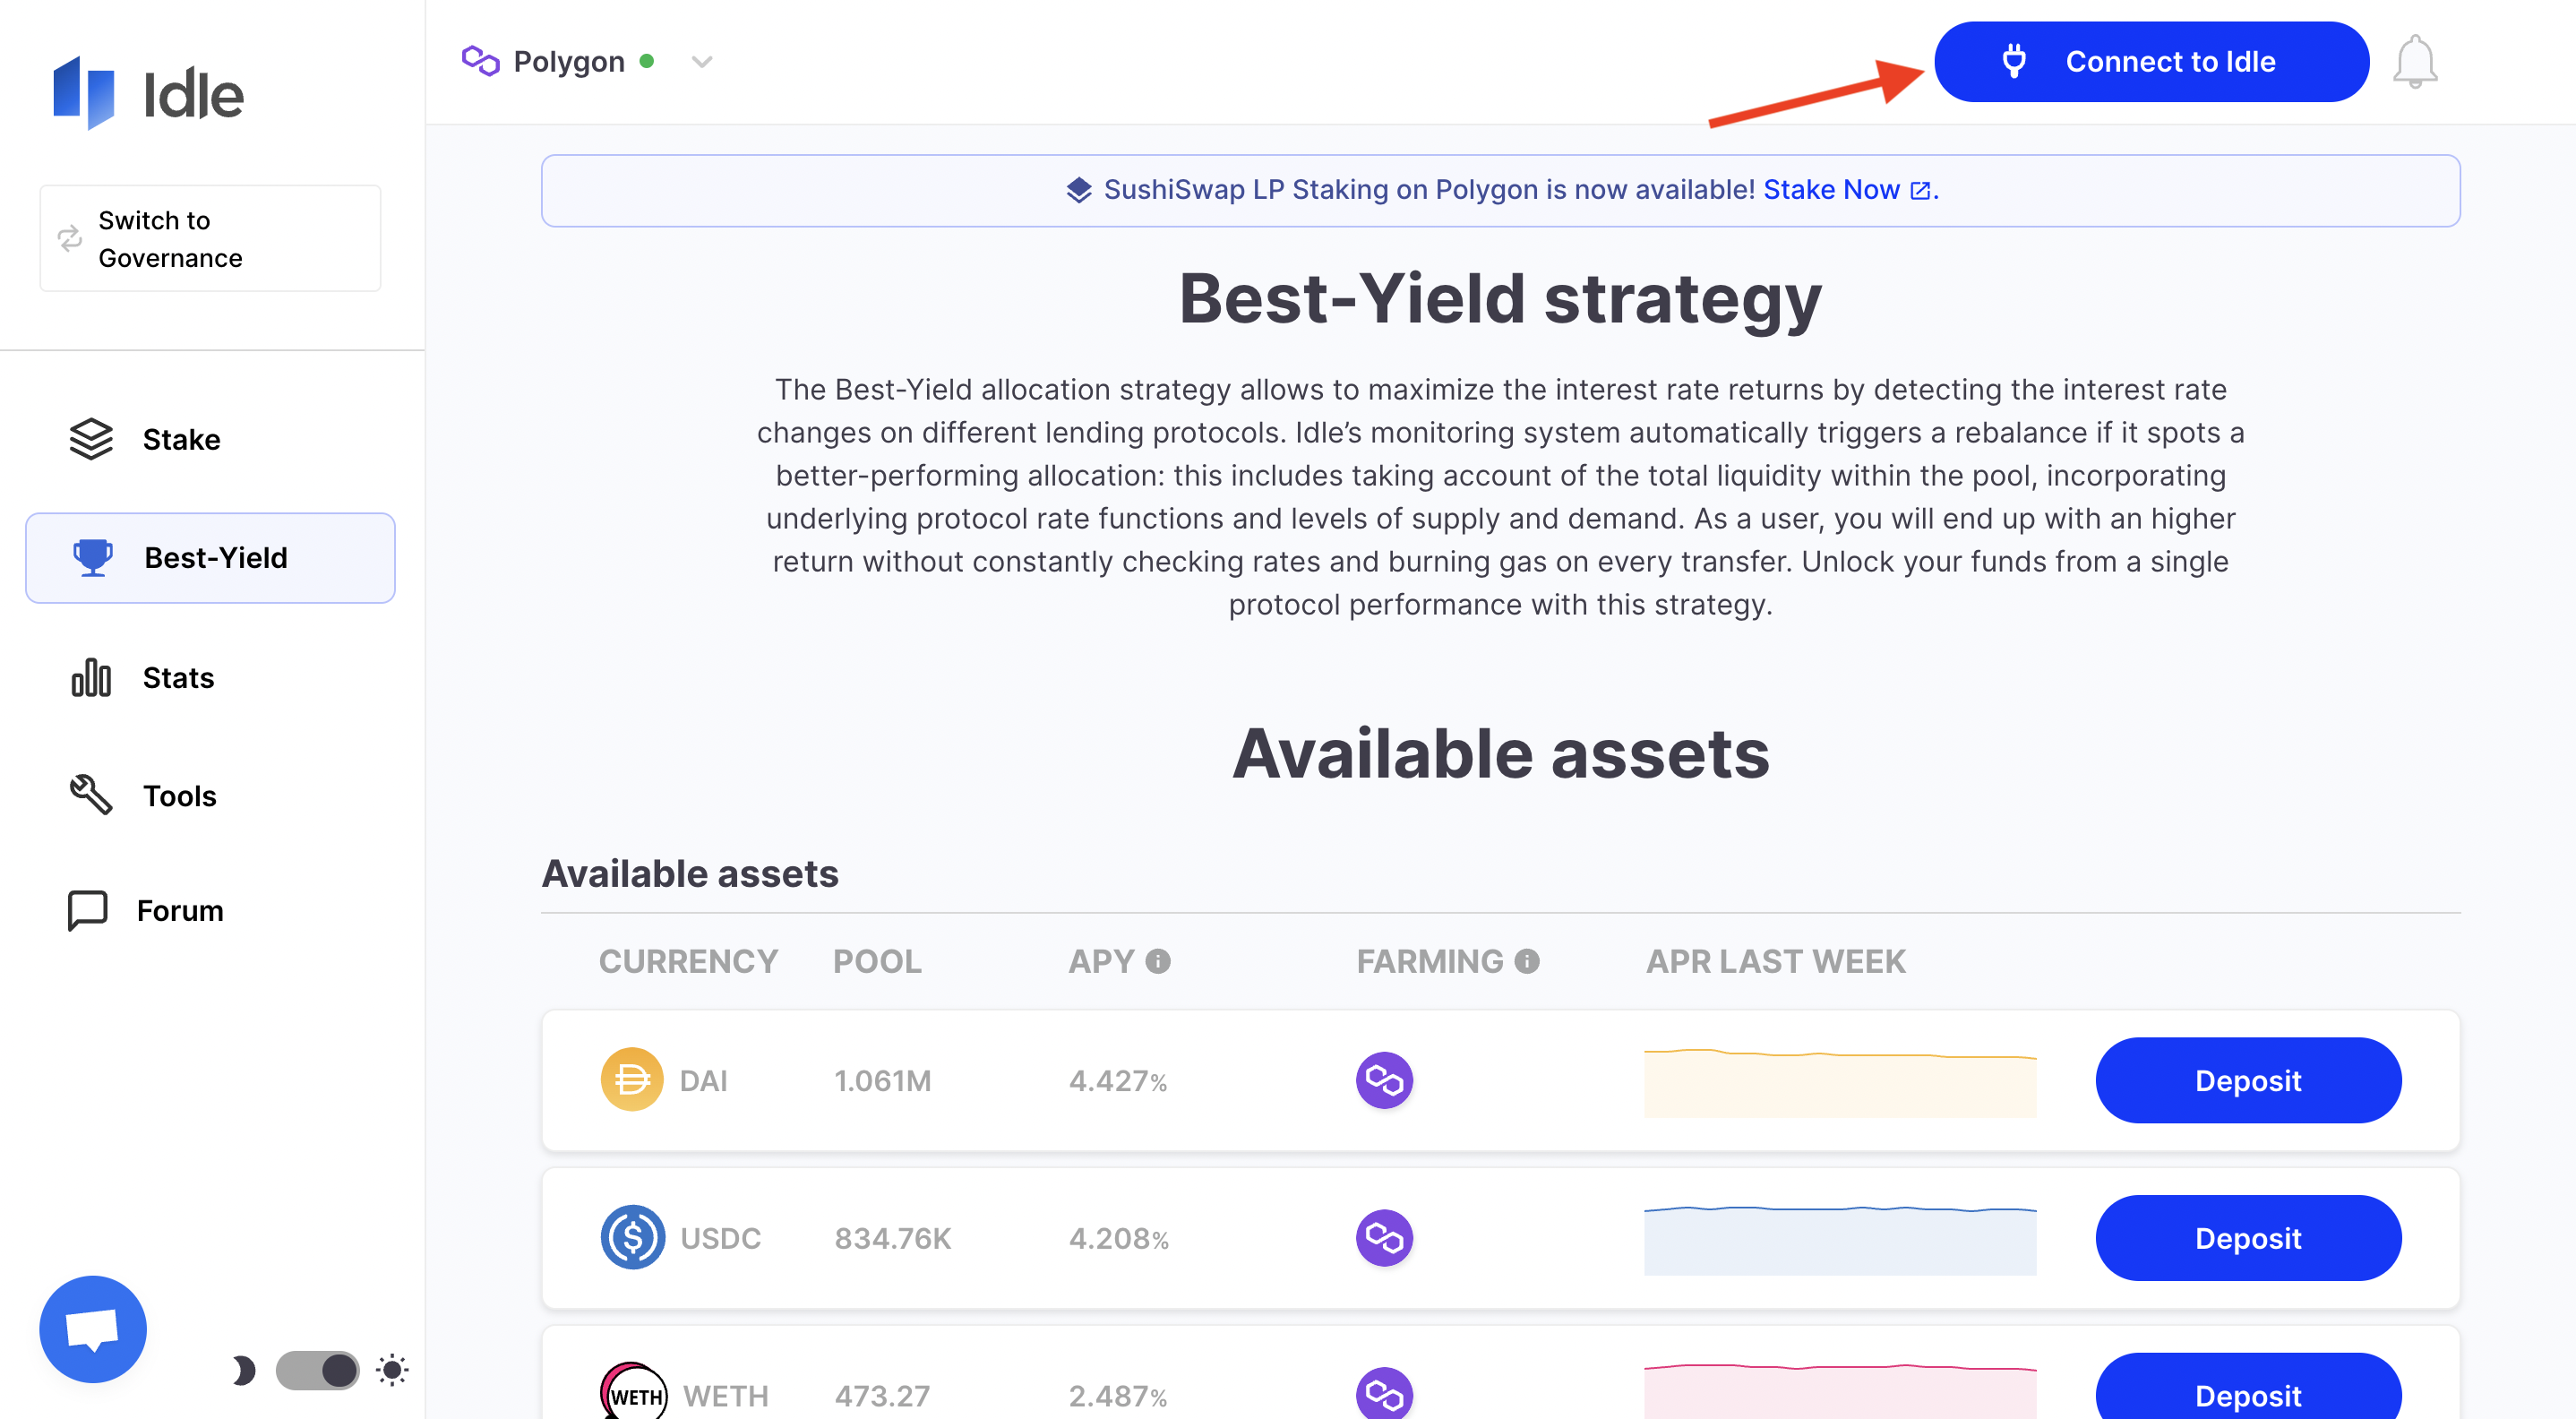 Idle
Switch to
Governance
Stake
Best-Yield
Stats
Tools
Forum
Polygon
Connect to Idle
SushiSwap LP Staking on Polygon is now available! Stake Now.
Best-Yield strategy
The Best-Yield allocation strategy allows to maximize the interest rate returns by detecting the interest rate
changes on different lending protocols. Idle’s monitoring system automatically triggers a rebalance if it spots a
better-performing allocation: this includes taking account of the total liquidity within the pool, incorporating
underlying protocol rate functions and levels of supply and demand. As a user, you will end up with an higher
return without constantly checking rates and burning gas on every transfer. Unlock your funds from a single
protocol performance with this strategy.
Available assets
Available assets
CURRENCY POOL APY FARMING APR LAST WEEK
DAI 1.061M 4.427% Deposit
USDC 834.76K 4.208% Deposit
WETH WETH 473.27 2.487% Deposit